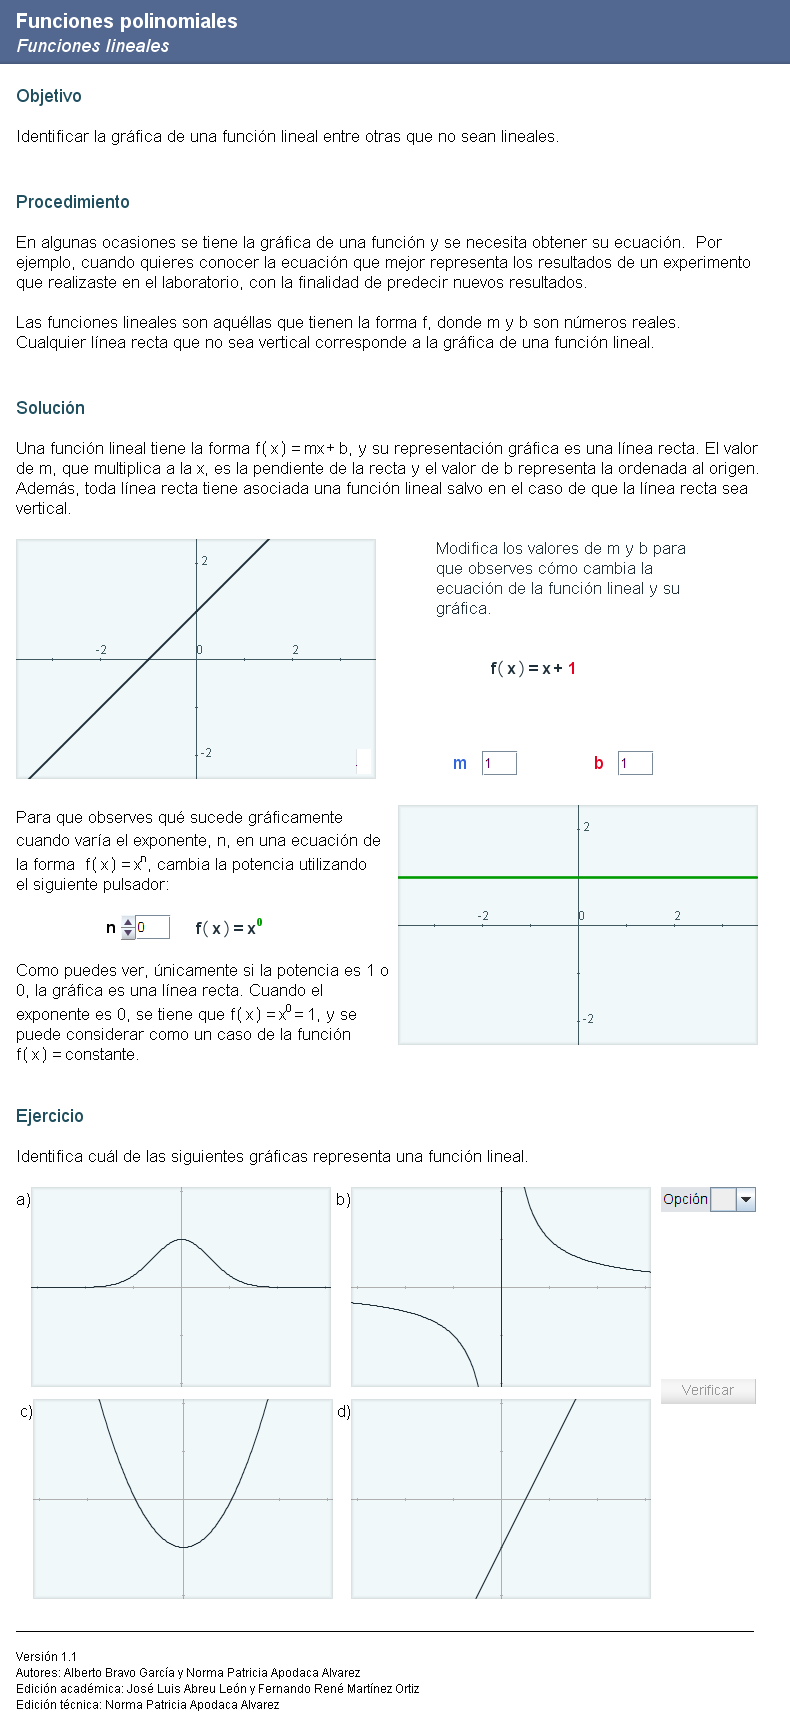 Funciones polinomiales
Funciones lineales
Objetivo
Identificar la gráfica de una función lineal entre otras que no sean lineales.
Procedimiento
En algunas ocasiones se tiene la gráfica de una función y se necesita obtener su ecuación. Por
ejemplo, cuando quieres conocer la ecuación que mejor representa los resultados de un experimento
que realizaste en el laboratorio, con la finalidad de predecir nuevos resultados.
Las funciones lineales son aquéllas que tienen la forma f, donde m y b son números reales.
Cualquier línea recta que no sea vertical corresponde a la gráfica de una función lineal.
Solución
Una función lineal tiene la forma f( x ) = mx + b, y su representación gráfica es una línea recta. El valor
de m, que multiplica a la x, es la pendiente de la recta y el valor de b representa la ordenada al origen.
Además, toda línea recta tiene asociada una función lineal salvo en el caso de que la línea recta sea
vertical.
2
-2 0 2
-2
Modifica los valores de m y b para
que observes cómo cambia la
ecuación de la función lineal y su
gráfica.
f( x ) = x + 1
m 1 b 1
Para que observes qué sucede gráficamente
cuando varía el exponente, n, en una ecuación de
la forma f( x ) = xⁿ, cambia la potencia utilizando
el siguiente pulsador:
n 0 f( x ) = x⁰
Como puedes ver, únicamente si la potencia es 1 o
0, la gráfica es una línea recta. Cuando el
exponente es 0, se tiene que f( x ) = x⁰ = 1, y se
puede considerar como un caso de la función
f( x ) = constante.
2
-2 0 2
-2
Ejercicio
Identifica cuál de las siguientes gráficas representa una función lineal.
a) b) Opción
Verificar
c) d)
Versión 1.1
Autores: Alberto Bravo García y Norma Patricia Apodaca Alvarez
Edición académica: José Luis Abreu León y Fernando René Martínez Ortiz
Edición técnica: Norma Patricia Apodaca Alvarez